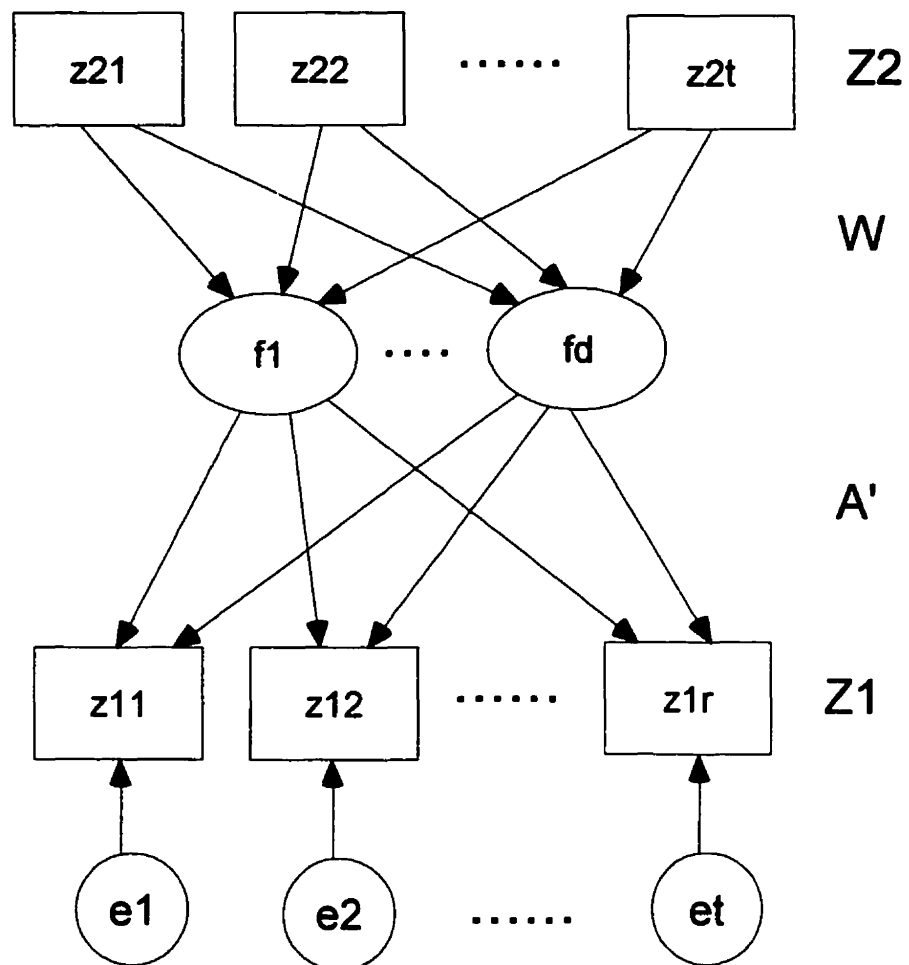 z21 z22 ...... z2t Z2
W
f1 .... fd
A'
z11 z12 ...... z1r Z1
e1 e2 ...... et